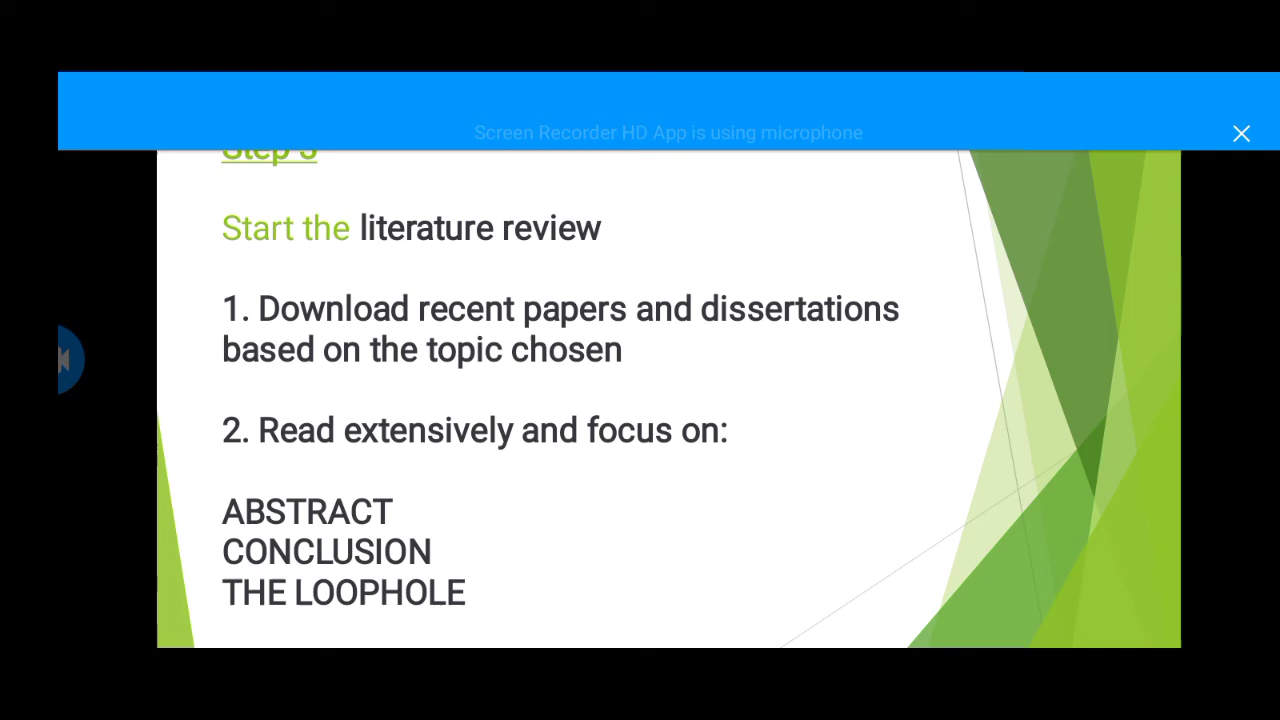 Screen Recorder HD App is using microphone
Step
Start the literature review
1. Download recent papers and dissertations
based on the topic chosen
2. Read extensively and focus on:
ABSTRACT
CONCLUSION
THE LOOPHOLE